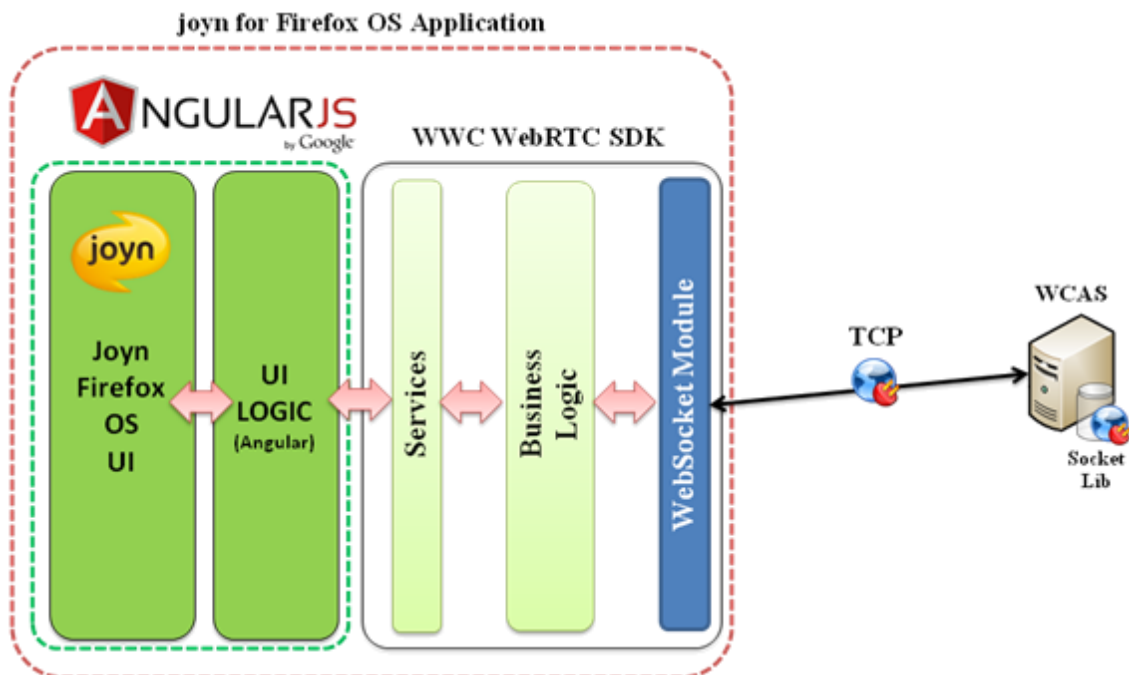 joyn for Firefox OS Application
ANGULARJS
by Google
WWC WebRTC SDK
joyn
Joyn
Firefox
OS
UI
UI
LOGIC
(Angular)
Services
Business
Logic
WebSocket Module
TCP
WCAS
Socket
Lib